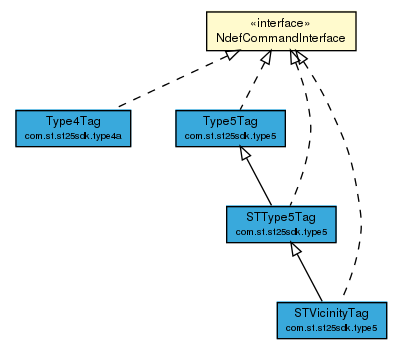 «interface»
NdefCommandInterface
Type4Tag
com.st.st25sdk.type4a
Type5Tag
com.st.st25sdk.type5
STType5Tag
com.st.st25sdk.type5
STVicinityTag
com.st.st25sdk.type5